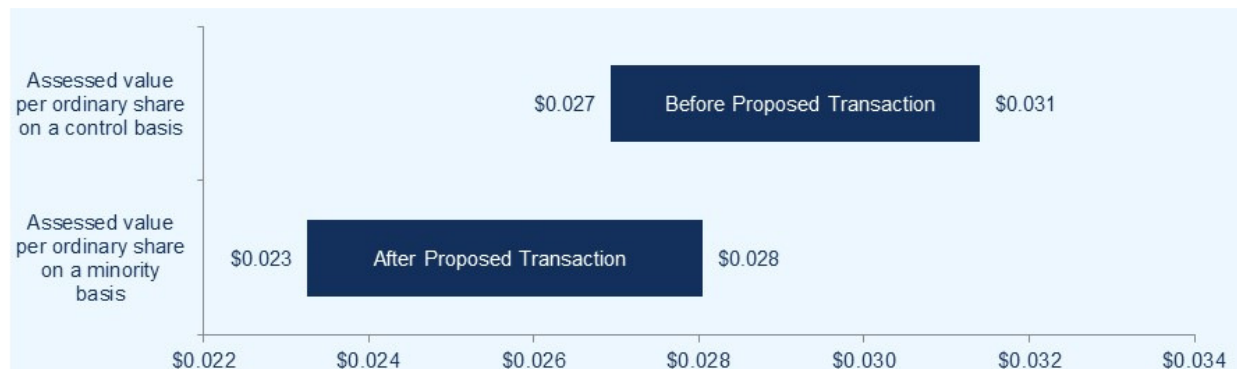 Assessed value
per ordinary share
on a control basis
$0.027
Before Proposed Transaction
$0.031
Assessed value
per ordinary share
on a minority
basis
$0.023
After Proposed Transaction
$0.028
$0.022 $0.024 $0.026 $0.028 $0.030 $0.032 $0.034